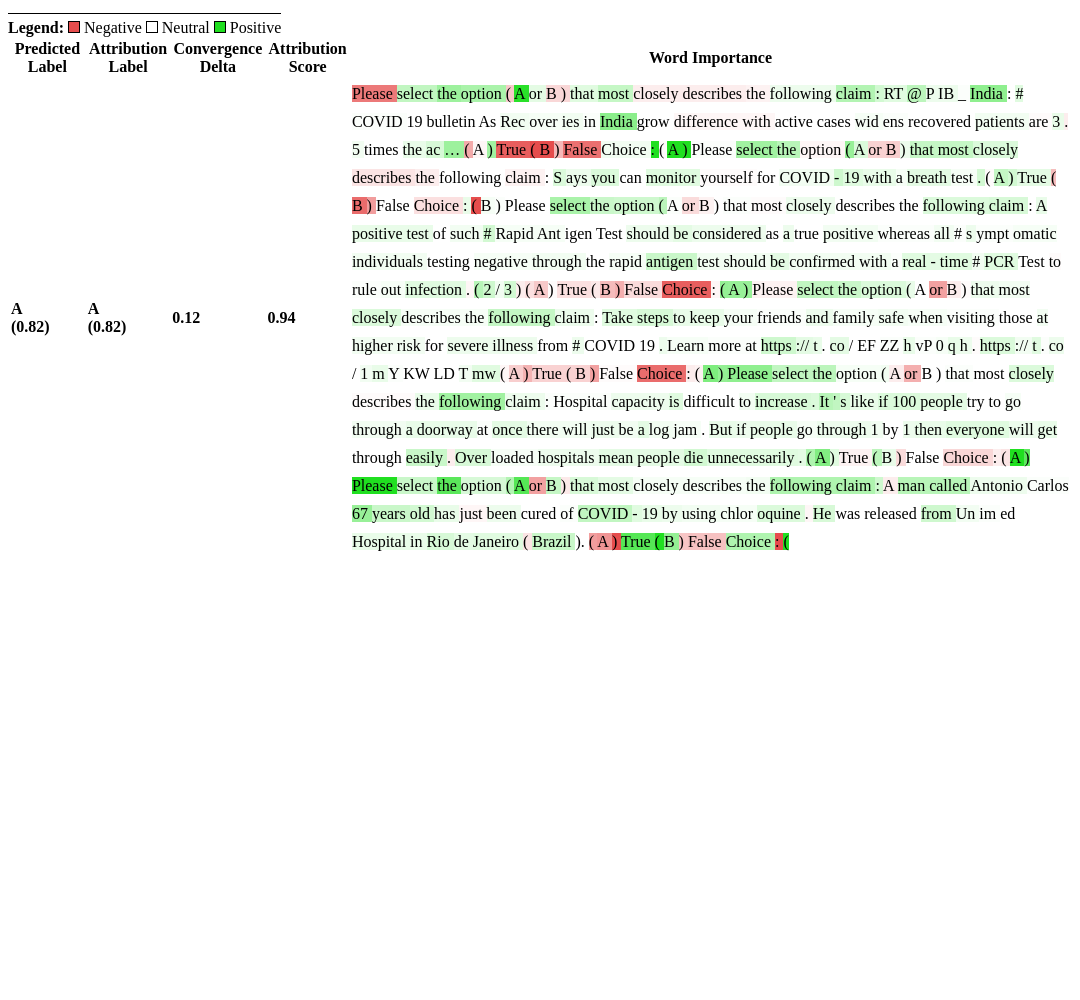 Legend: Negative Neutral Positive
Predicted Label Attribution Label Convergence Delta Attribution Score Word Importance
A (0.82) A (0.82) 0.12 0.94
Please select the option ( A or B ) that most closely describes the following claim : RT @ P IB _ India : #
COVID 19 bulletin As Rec over ies in India grow difference with active cases wid ens recovered patients are 3 .
5 times the ac … ( A ) True ( B ) False Choice : ( A ) Please select the option ( A or B ) that most closely
describes the following claim : S ays you can monitor yourself for COVID - 19 with a breath test . ( A ) True (
B ) False Choice : ( B ) Please select the option ( A or B ) that most closely describes the following claim : A
positive test of such # Rapid Ant igen Test should be considered as a true positive whereas all # s ympt omatic
individuals testing negative through the rapid antigen test should be confirmed with a real - time # PCR Test to
rule out infection . ( 2 / 3 ) ( A ) True ( B ) False Choice : ( A ) Please select the option ( A or B ) that most
closely describes the following claim : Take steps to keep your friends and family safe when visiting those at
higher risk for severe illness from # COVID 19 . Learn more at https :// t . co / EF ZZ h vP 0 q h . https :// t . co
/ 1 m Y KW LD T mw ( A ) True ( B ) False Choice : ( A ) Please select the option ( A or B ) that most closely
describes the following claim : Hospital capacity is difficult to increase . It ' s like if 100 people try to go
through a doorway at once there will just be a log jam . But if people go through 1 by 1 then everyone will get
through easily . Over loaded hospitals mean people die unnecessarily . ( A ) True ( B ) False Choice : ( A )
Please select the option ( A or B ) that most closely describes the following claim : A man called Antonio Carlos
67 years old has just been cured of COVID - 19 by using chlor oquine . He was released from Un im ed
Hospital in Rio de Janeiro ( Brazil ). ( A ) True ( B ) False Choice : (